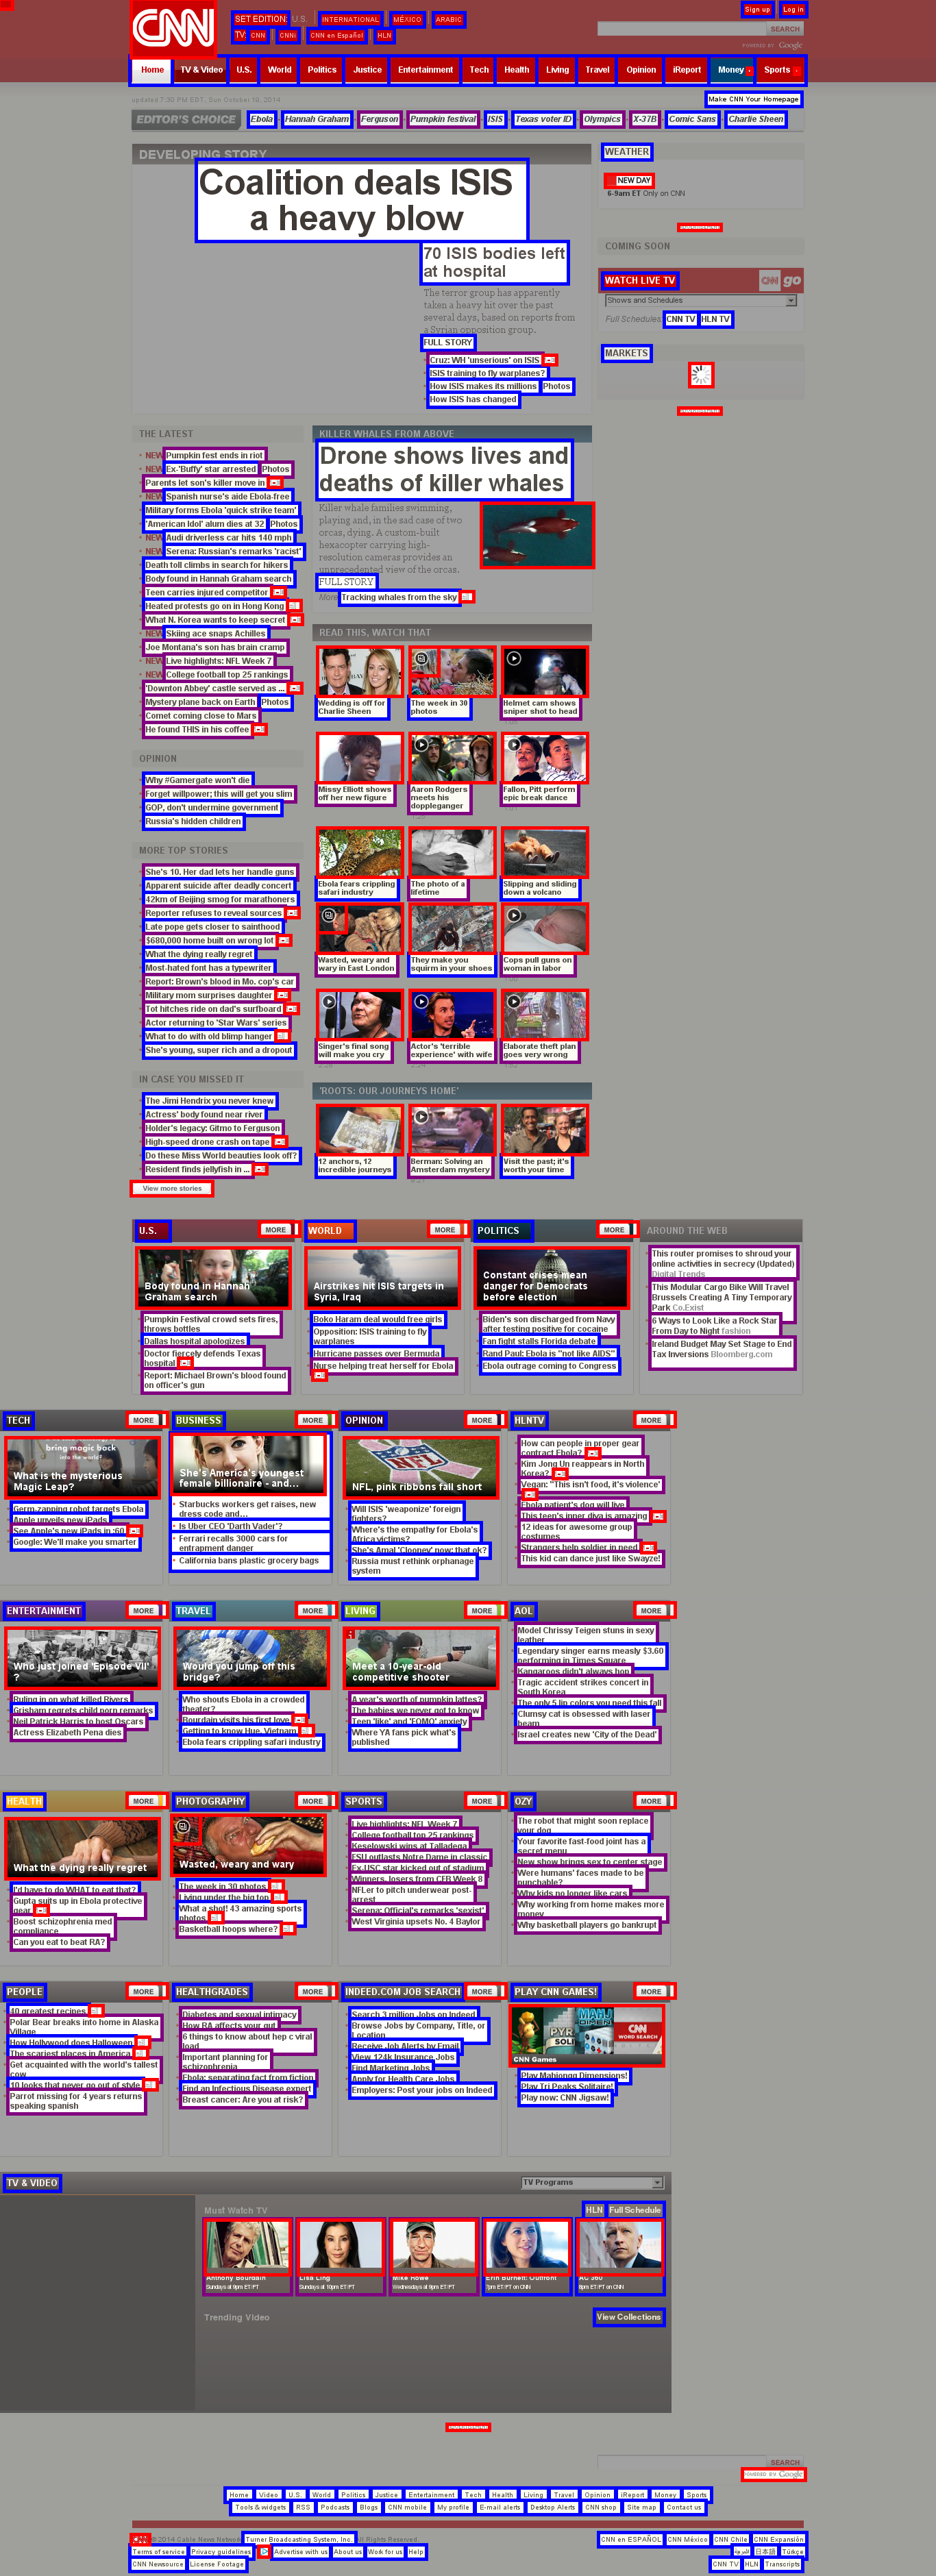 CNN
SET EDITION: U.S. INTERNATIONAL MÉXICO ARABIC
TV: CNN CNNi CNN en Español HLN
Sign up Log in
SEARCH
POWERED BY Google
Home TV & Video U.S. World Politics Justice Entertainment Tech Health Living Travel Opinion iReport Money Sports
updated 7:30 PM EDT, Sun October 19, 2014
Make CNN Your Homepage
EDITOR'S CHOICE Ebola Hannah Graham Ferguson Pumpkin festival ISIS Texas voter ID Olympics X-37B Comic Sans Charlie Sheen
DEVELOPING STORY
Coalition deals ISIS
a heavy blow
70 ISIS bodies left
at hospital
The terror group has apparently
taken a heavy hit over the past
several days, based on reports from
a Syrian opposition group.
FULL STORY
Cruz: WH 'unserious' on ISIS
ISIS training to fly warplanes?
How ISIS makes its millions Photos
How ISIS has changed
WEATHER
NEW DAY
6-9am ET Only on CNN
COMING SOON
WATCH LIVE TV
CNN go
Shows and Schedules
Full Schedules: CNN TV HLN TV
MARKETS
THE LATEST
NEW Pumpkin fest ends in riot
NEW Ex-'Buffy' star arrested Photos
Parents let son's killer move in
NEW Spanish nurse's aide Ebola-free
Military forms Ebola 'quick strike team'
'American Idol' alum dies at 32 Photos
NEW Audi driverless car hits 140 mph
NEW Serena: Russian's remarks 'racist'
Death toll climbs in search for hikers
Body found in Hannah Graham search
Teen carries injured competitor
Heated protests go on in Hong Kong
What N. Korea wants to keep secret
NEW Skiing ace snaps Achilles
Joe Montana's son has brain cramp
NEW Live highlights: NFL Week 7
NEW College football top 25 rankings
'Downton Abbey' castle served as ...
Mystery plane back on Earth Photos
Comet coming close to Mars
He found THIS in his coffee
OPINION
Why #Gamergate won't die
Forget willpower; this will get you slim
GOP, don't undermine government
Russia's hidden children
MORE TOP STORIES
She's 10. Her dad lets her handle guns
Apparent suicide after deadly concert
42km of Beijing smog for marathoners
Reporter refuses to reveal sources
Late pope gets closer to sainthood
$680,000 home built on wrong lot
What the dying really regret
Most-hated font has a typewriter
Report: Brown's blood in Mo. cop's car
Military mom surprises daughter
Tot hitches ride on dad's surfboard
Actor returning to 'Star Wars' series
What to do with old blimp hanger
She's young, super rich and a dropout
IN CASE YOU MISSED IT
The Jimi Hendrix you never knew
Actress' body found near river
Holder's legacy: Gitmo to Ferguson
High-speed drone crash on tape
Do these Miss World beauties look off?
Resident finds jellyfish in ...
View more stories
KILLER WHALES FROM ABOVE
Drone shows lives and
deaths of killer whales
Killer whale families swimming,
playing and, in the sad case of two
orcas, dying. A custom-built
hexacopter carrying high-
resolution cameras provides an
unprecedented view of the orcas.
FULL STORY
More Tracking whales from the sky
READ THIS, WATCH THAT
Wedding is off for
Charlie Sheen
The week in 30
photos
Helmet cam shows
sniper shot to head
Missy Elliott shows
off her new figure
Aaron Rodgers
meets his
doppleganger
Fallon, Pitt perform
epic break dance
Ebola fears crippling
safari industry
The photo of a
lifetime
Slipping and sliding
down a volcano
Wasted, weary and
wary in East London
They make you
squirm in your shoes
Cops pull guns on
woman in labor
Singer's final song
will make you cry
Actor's 'terrible
experience' with wife
Elaborate theft plan
goes very wrong
'ROOTS: OUR JOURNEYS HOME'
12 anchors, 12
incredible journeys
Berman: Solving an
Amsterdam mystery
Visit the past; it's
worth your time
U.S. MORE
Body found in Hannah
Graham search
Pumpkin Festival crowd sets fires,
throws bottles
Dallas hospital apologizes
Doctor fiercely defends Texas
hospital
Report: Michael Brown's blood found
on officer's gun
WORLD MORE
Airstrikes hit ISIS targets in
Syria, Iraq
Boko Haram deal would free girls
Opposition: ISIS training to fly
warplanes
Hurricane passes over Bermuda
Nurse helping treat herself for Ebola
POLITICS MORE
Constant crises mean
danger for Democrats
before election
Biden's son discharged from Navy
after testing positive for cocaine
Fan fight stalls Florida debate
Rand Paul: Ebola is "not like AIDS"
Ebola outrage coming to Congress
AROUND THE WEB
This router promises to shroud your
online activities in secrecy (Updated)
Digital Trends
This Modular Cargo Bike Will Travel
Brussels Creating A Tiny Temporary
Park Co.Exist
6 Ways to Look Like a Rock Star
From Day to Night fashion
Ireland Budget May Set Stage to End
Tax Inversions Bloomberg.com
TECH MORE
What is the mysterious
Magic Leap?
Germ-zapping robot targets Ebola
Apple unveils new iPads
See Apple's new iPads in :60
Google: We'll make you smarter
BUSINESS MORE
She's America's youngest
female billionaire - and...
Starbucks workers get raises, new
dress code and...
Is Uber CEO 'Darth Vader'?
Ferrari recalls 3000 cars for
entrapment danger
California bans plastic grocery bags
OPINION MORE
NFL, pink ribbons fall short
Will ISIS 'weaponize' foreign
fighters?
Where's the empathy for Ebola's
Africa victims?
She's Amal 'Clooney' now; that ok?
Russia must rethink orphanage
system
HLNTV MORE
How can people in proper gear
contract Ebola?
Kim Jong Un reappears in North
Korea?
Vegan: "This isn't food, it's violence'
Ebola patient's dog will live
This teen's inner diva is amazing
12 ideas for awesome group
costumes
Strangers help soldier in need
This kid can dance just like Swayze!
ENTERTAINMENT MORE
Who just joined 'Episode VII'
?
Ruling in on what killed Rivers
Grisham regrets child porn remarks
Neil Patrick Harris to host Oscars
Actress Elizabeth Pena dies
TRAVEL MORE
Would you jump off this
bridge?
Who shouts Ebola in a crowded
theater?
Bourdain visits his first love
Getting to know Hue, Vietnam
Ebola fears crippling safari industry
LIVING MORE
Meet a 10-year-old
competitive shooter
A year's worth of pumpkin lattes?
The babies we never got to know
Teen 'like' and 'FOMO' anxiety
Where YA fans pick what's
published
AOL MORE
Model Chrissy Teigen stuns in sexy
leather
Legendary singer earns measly $3.60
performing in Times Square
Kangaroos didn't always hop
Tragic accident strikes concert in
South Korea
The only 5 lip colors you need this fall
Clumsy cat is obsessed with laser
beam
Israel creates new 'City of the Dead'
HEALTH MORE
What the dying really regret
I'd have to do WHAT to eat that?
Gupta suits up in Ebola protective
gear
Boost schizophrenia med
compliance
Can you eat to beat RA?
PHOTOGRAPHY MORE
Wasted, weary and wary
The week in 30 photos
Living under the big top
What a shot! 43 amazing sports
photos
Basketball hoops where?
SPORTS MORE
Live highlights: NFL Week 7
College football top 25 rankings
Keselowski wins at Talladega
FSU outlasts Notre Dame in classic
Ex-USC star kicked out of stadium
Winners, losers from CFB Week 8
NFLer to pitch underwear post-
arrest
Serena: Official's remarks 'sexist'
West Virginia upsets No. 4 Baylor
OZY MORE
The robot that might soon replace
your dog
Your favorite fast-food joint has a
secret menu
New show brings sex to center stage
Were humans' faces made to be
punchable?
Why kids no longer like cars
Why working from home makes more
money
Why basketball players go bankrupt
PEOPLE MORE
40 greatest recipes
Polar Bear breaks into home in Alaska
Village
How Hollywood does Halloween
The scariest places in America
Get acquainted with the world's tallest
cow
10 looks that never go out of style
Parrot missing for 4 years returns
speaking spanish
HEALTHGRADES MORE
Diabetes and sexual intimacy
How RA affects your gut
6 things to know about hep c viral
load
Important planning for
schizophrenia
Ebola: separating fact from fiction
Find an Infectious Disease expert
Breast cancer: Are you at risk?
INDEED.COM JOB SEARCH MORE
Search 3 million Jobs on Indeed
Browse Jobs by Company, Title, or
Location
Receive Job Alerts by Email
View 124k Insurance Jobs
Find Marketing Jobs
Apply for Health Care Jobs
Employers: Post your jobs on Indeed
PLAY CNN GAMES! MORE
CNN Games
Play Mahjongg Dimensions!
Play Tri Peaks Solitaire!
Play now: CNN Jigsaw!
TV & VIDEO
TV Programs
Must Watch TV
HLN Full Schedule
Anthony Bourdain
Sundays at 9pm ET/PT
Lisa Ling
Sundays at 10pm ET/PT
Mike Rowe
Wednesdays at 9pm ET/PT
Erin Burnett: Outfront
7pm ET/PT on CNN
AC 360
8pm ET/PT on CNN
Trending Video
View Collections
SEARCH
POWERED BY Google
Home Video U.S. World Politics Justice Entertainment Tech Health Living Travel Opinion iReport Money Sports
Tools & widgets RSS Podcasts Blogs CNN mobile My profile E-mail alerts Desktop Alerts CNN shop Site map Contact us
CNN © 2014 Cable News Network. Turner Broadcasting System, Inc. All Rights Reserved.
Terms of service Privacy guidelines Advertise with us About us Work for us Help
CNN Newsource License Footage
CNN en ESPAÑOL CNN México CNN Chile CNN Expansión
العربية 日本語 Türkçe
CNN TV HLN Transcripts